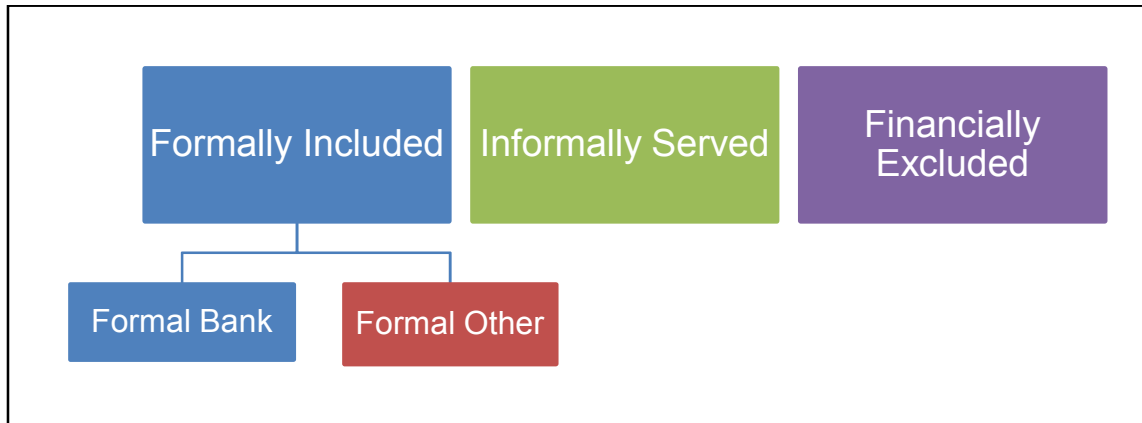 Formally Included
Informally Served
Financially
Excluded
Formal Bank
Formal Other